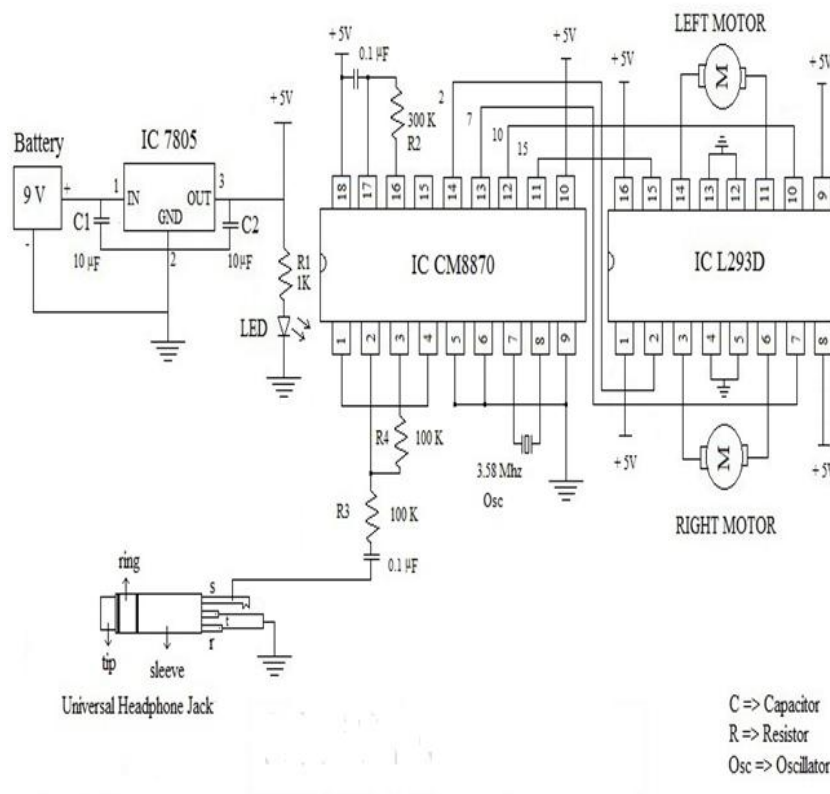 LEFT MOTOR
+5V
0.1 µF
+5V
+5V
+5V
M
+5V
2
300 K
R2
7
10
15
Battery
IC 7805
9 V
+
-
1
IN
OUT
3
GND
2
C1
10 µF
C2
10µF
R1
1K
LED
18
17
16
15
14
13
12
11
10
16
15
14
13
12
11
10
9
IC CM8870
IC L293D
1
2
3
4
5
6
7
8
9
1
2
3
4
5
6
7
8
R4
100 K
3.58 Mhz
Osc
+5V
M
+5V
R3
100 K
RIGHT MOTOR
0.1 µF
ring
s
t
r
tip
sleeve
Universal Headphone Jack
C => Capacitor
R => Resistor
Osc => Oscillator